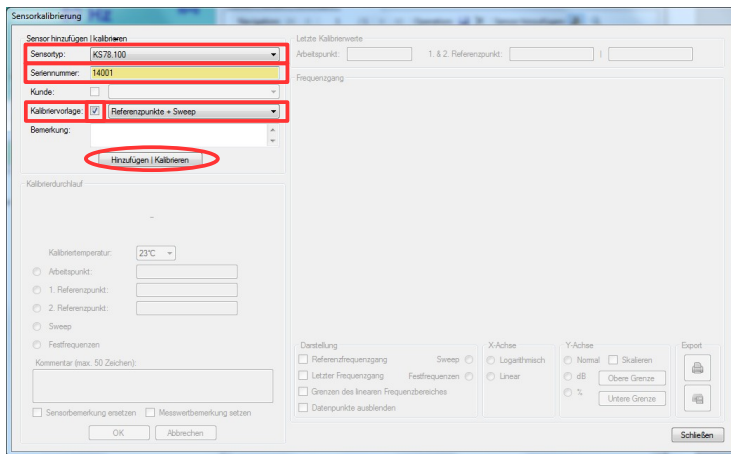 Sensorkalibrierung
Sensor hinzufügen | kalibrieren
Sensortyp: KS78.100
Seriennummer: 14001
Kunde:
Kalibriervorlage: Referenzpunkte + Sweep
Bemerkung:
Hinzufügen | Kalibrieren
Kalibrierdurchlauf
–
Kalibriertemperatur: 23°C
Arbeitspunkt:
1. Referenzpunkt:
2. Referenzpunkt:
Sweep
Festfrequenzen
Kommentar (max. 50 Zeichen):
Sensorbemerkung ersetzen Messwertbemerkung setzen
OK Abbrechen
Letzte Kalibrierwerte
Arbeitspunkt: 1. & 2. Referenzpunkt: |
Frequenzgang
Darstellung
Referenzfrequenzgang Sweep
Letzter Frequenzgang Festfrequenzen
Grenzen des linearen Frequenzbereiches
Datenpunkte ausblenden
X-Achse
Logarithmisch
Linear
Y-Achse
Normal Skalieren
dB Obere Grenze
% Untere Grenze
Export
Schließen